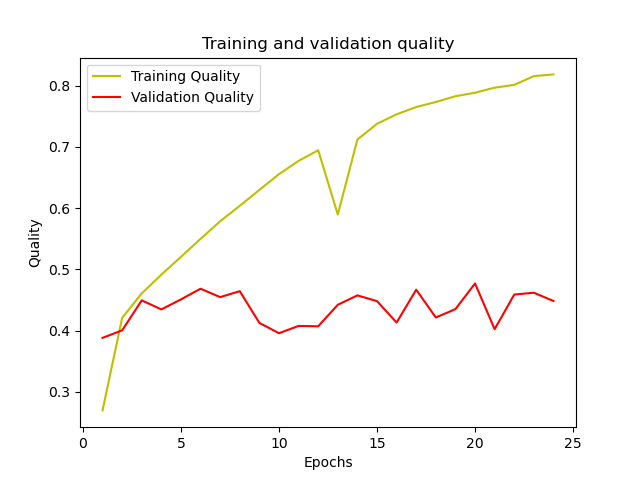 Training and validation quality
Training Quality
Validation Quality
0.8
0.7
0.6
0.5
0.4
0.3
Quality
0 5 10 15 20 25
Epochs